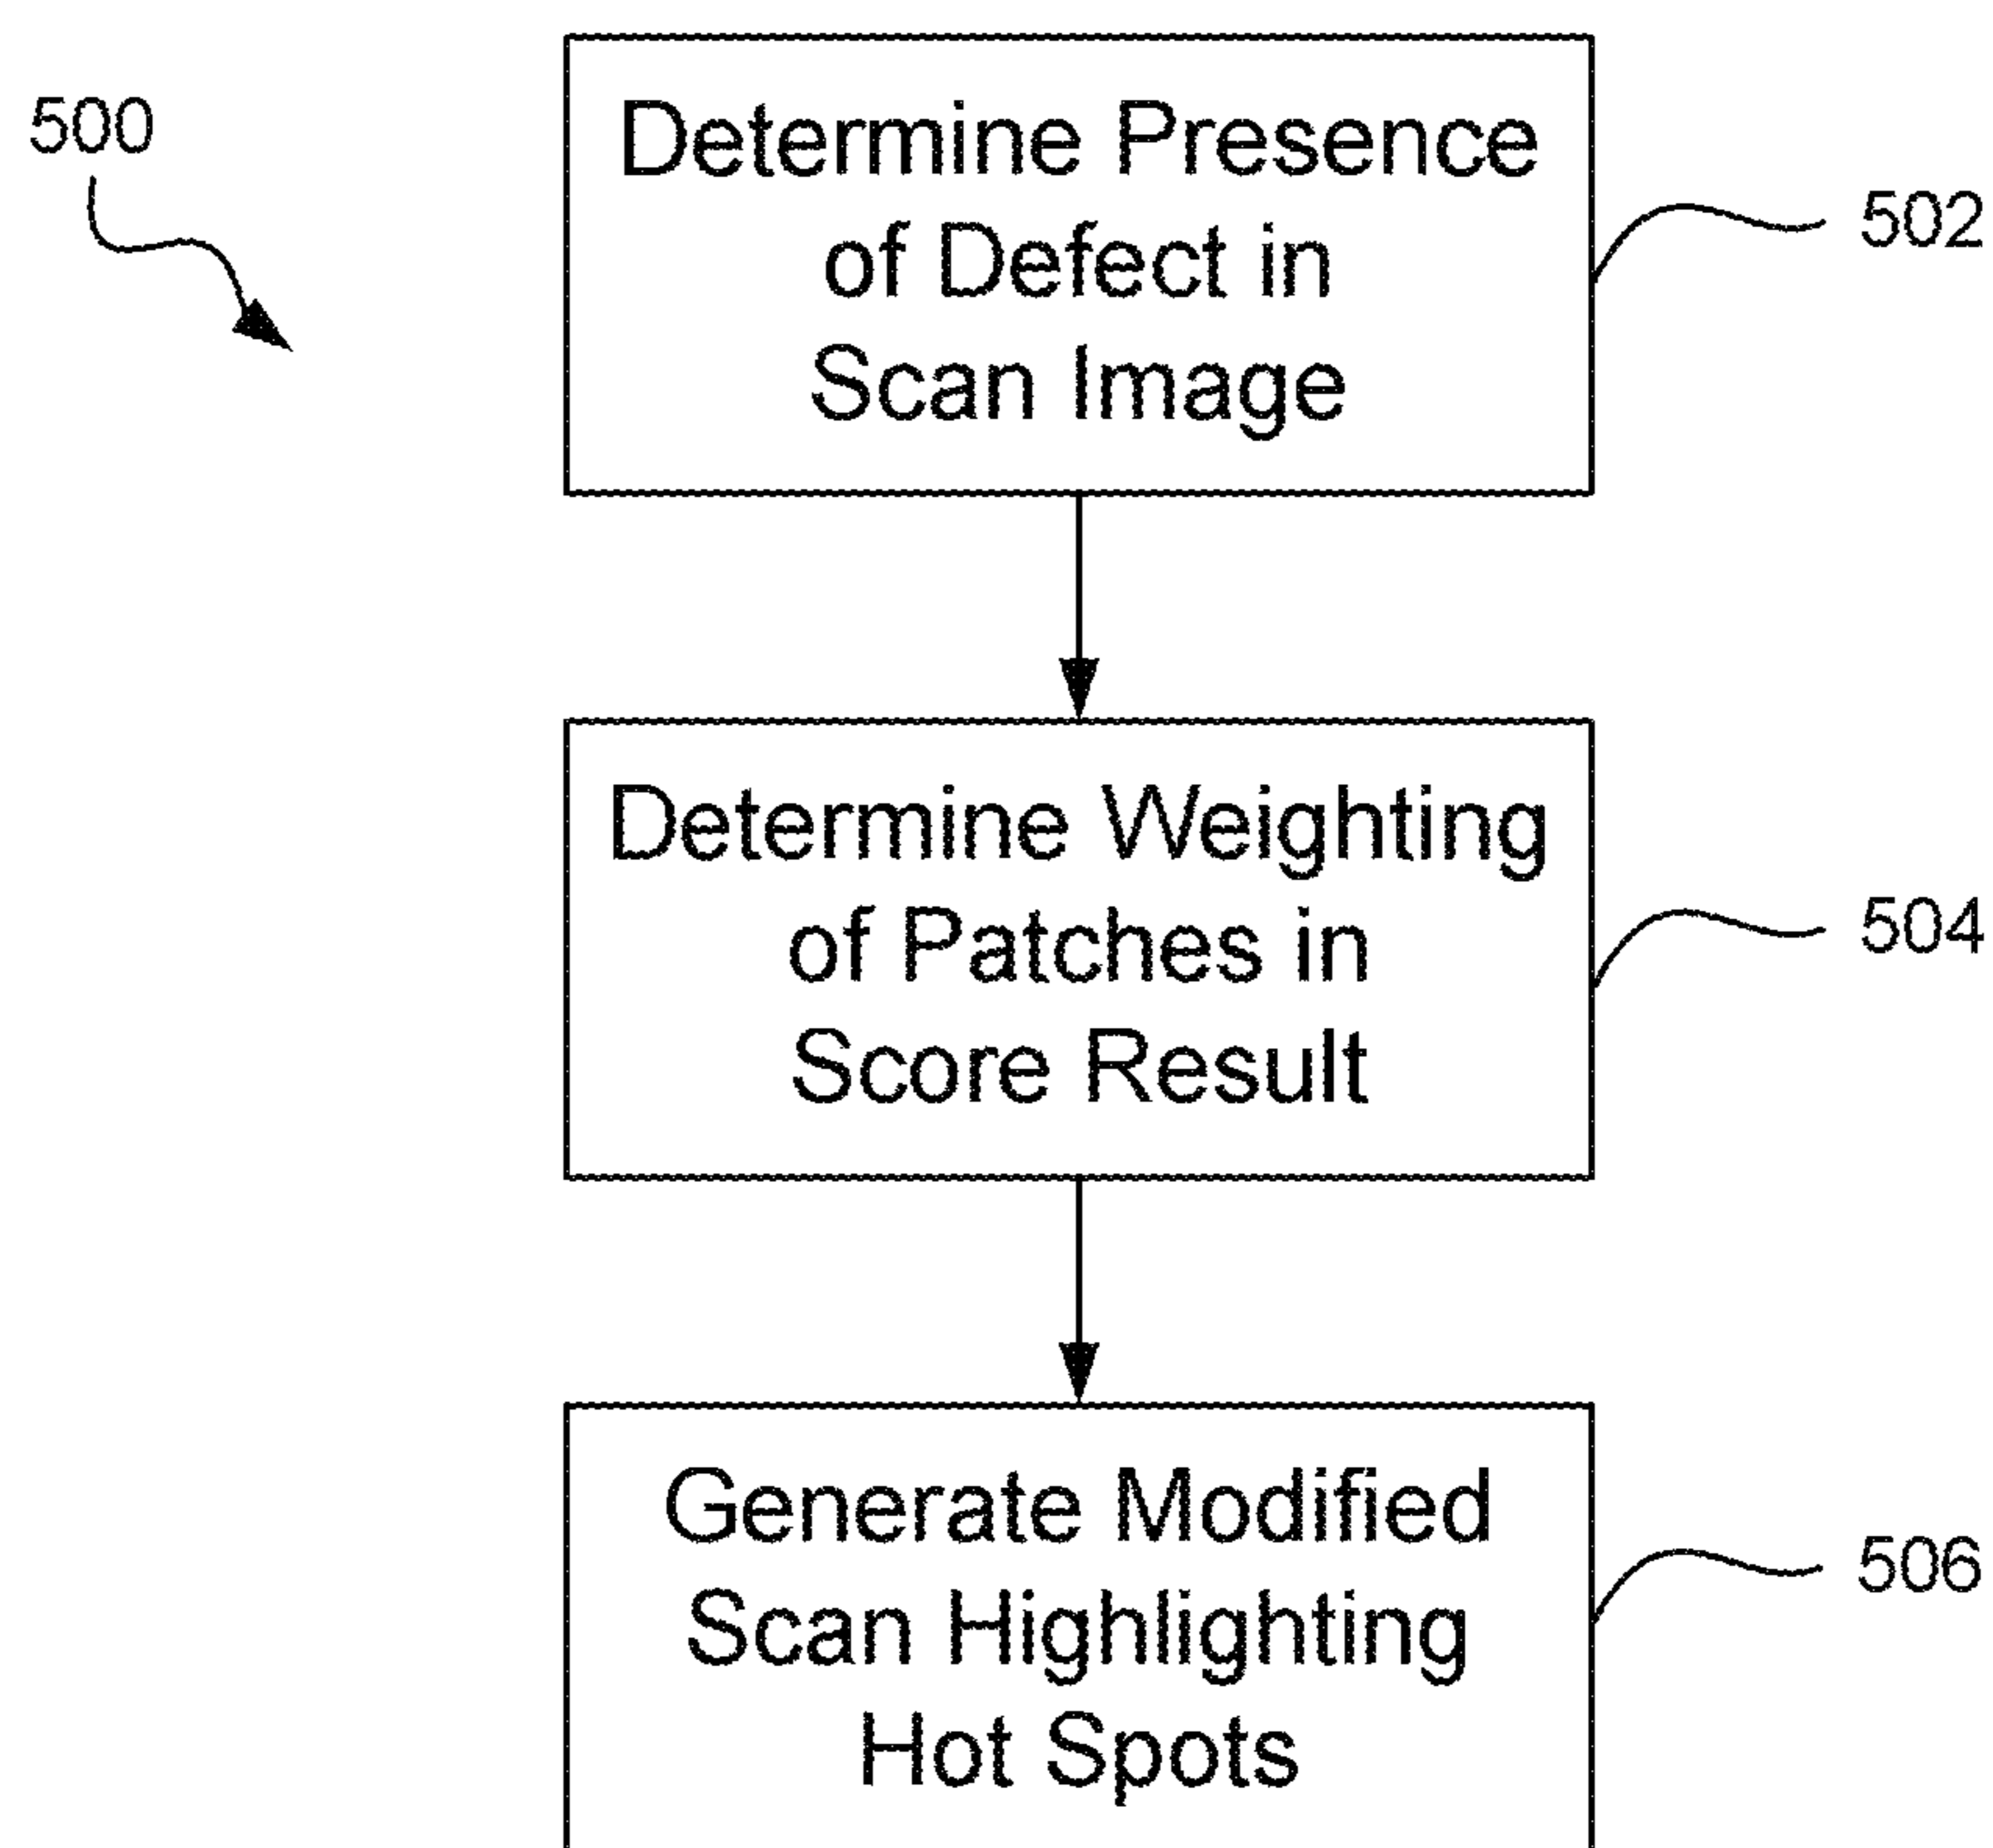 500
Determine Presence
of Defect in
Scan Image
502
Determine Weighting
of Patches in
Score Result
504
Generate Modified
Scan Highlighting
Hot Spots
506